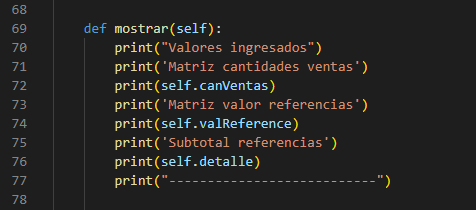 68
69 def mostrar(self):
70 print("Valores ingresados")
71 print('Matriz cantidades ventas')
72 print(self.canVentas)
73 print('Matriz valor referencias')
74 print(self.valReference)
75 print('Subtotal referencias')
76 print(self.detalle)
77 print("---------------------------")
78